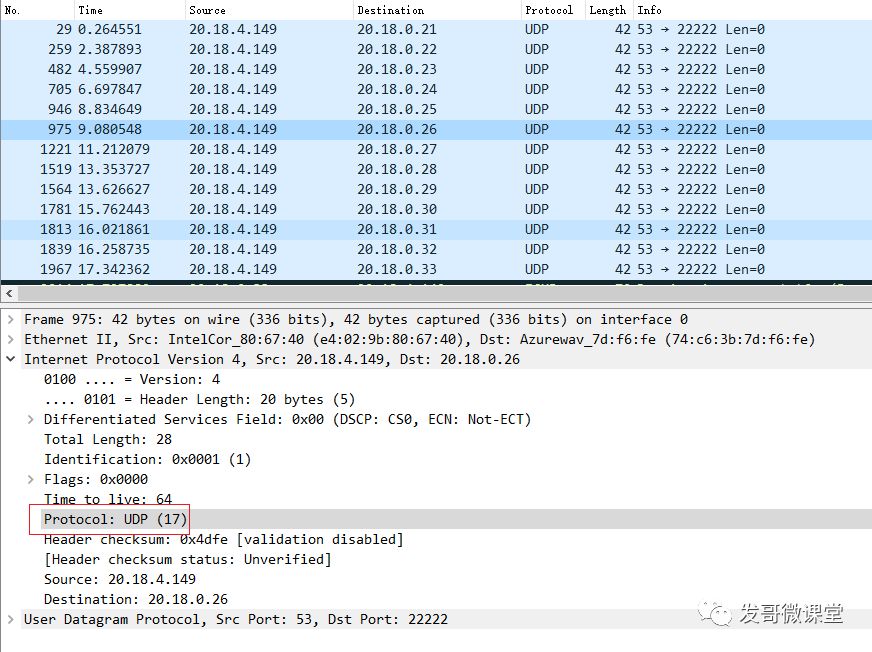 No. Time Source Destination Protocol Length Info
29 0.264551 20.18.4.149 20.18.0.21 UDP 42 53 → 22222 Len=0
259 2.387893 20.18.4.149 20.18.0.22 UDP 42 53 → 22222 Len=0
482 4.559907 20.18.4.149 20.18.0.23 UDP 42 53 → 22222 Len=0
705 6.697847 20.18.4.149 20.18.0.24 UDP 42 53 → 22222 Len=0
946 8.834649 20.18.4.149 20.18.0.25 UDP 42 53 → 22222 Len=0
975 9.080548 20.18.4.149 20.18.0.26 UDP 42 53 → 22222 Len=0
1221 11.212079 20.18.4.149 20.18.0.27 UDP 42 53 → 22222 Len=0
1519 13.353727 20.18.4.149 20.18.0.28 UDP 42 53 → 22222 Len=0
1564 13.626627 20.18.4.149 20.18.0.29 UDP 42 53 → 22222 Len=0
1781 15.762443 20.18.4.149 20.18.0.30 UDP 42 53 → 22222 Len=0
1813 16.021861 20.18.4.149 20.18.0.31 UDP 42 53 → 22222 Len=0
1839 16.258735 20.18.4.149 20.18.0.32 UDP 42 53 → 22222 Len=0
1967 17.342362 20.18.4.149 20.18.0.33 UDP 42 53 → 22222 Len=0
Frame 975: 42 bytes on wire (336 bits), 42 bytes captured (336 bits) on interface 0
Ethernet II, Src: IntelCor_80:67:40 (e4:02:9b:80:67:40), Dst: Azurewav_7d:f6:fe (74:c6:3b:7d:f6:fe)
Internet Protocol Version 4, Src: 20.18.4.149, Dst: 20.18.0.26
0100 .... = Version: 4
.... 0101 = Header Length: 20 bytes (5)
Differentiated Services Field: 0x00 (DSCP: CS0, ECN: Not-ECT)
Total Length: 28
Identification: 0x0001 (1)
Flags: 0x0000
Time to live: 64
Protocol: UDP (17)
Header checksum: 0x4dfe [validation disabled]
[Header checksum status: Unverified]
Source: 20.18.4.149
Destination: 20.18.0.26
User Datagram Protocol, Src Port: 53, Dst Port: 22222
发哥微课堂